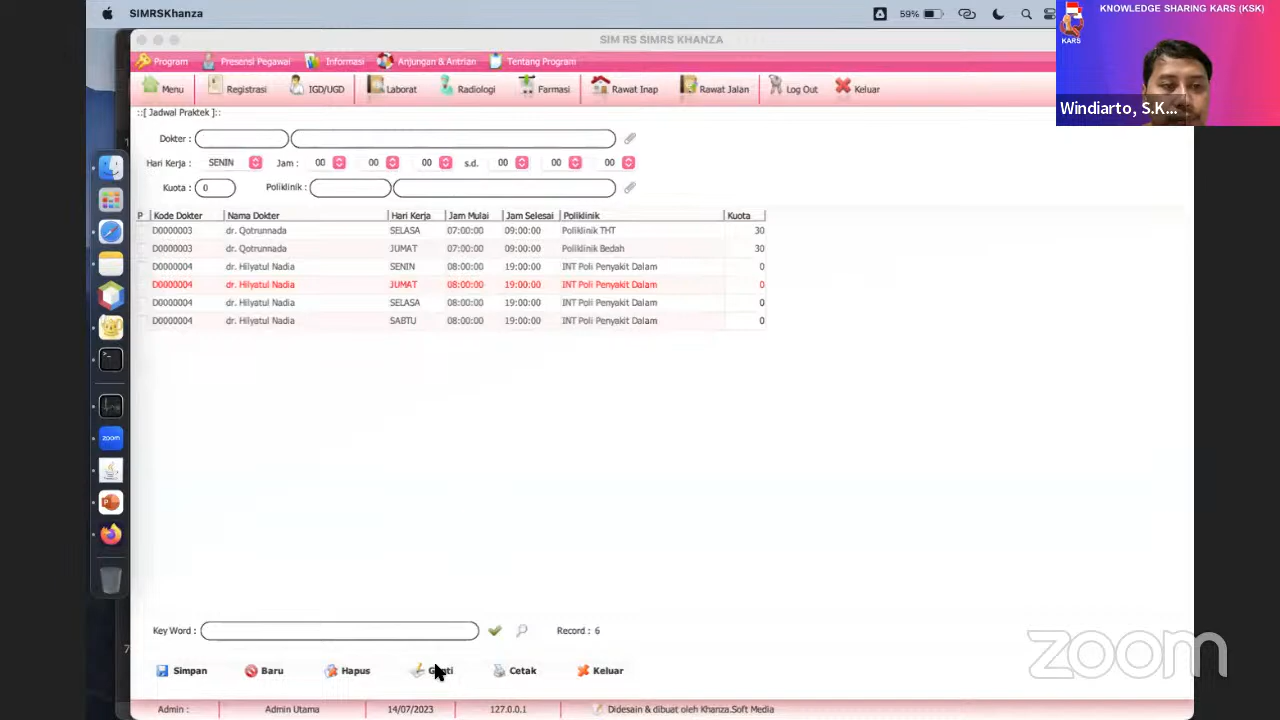 SIMRSKhanza
59%
KNOWLEDGE SHARING KARS (KSK)
KARS
Windiarto, S.K...
SIM RS SIMRS KHANZA
Program Presensi Pegawai Informasi Anjungan & Antrian Tentang Program
Menu Registrasi IGD/UGD Laborat Radiologi Farmasi Rawat Inap Rawat Jalan Log Out Keluar
::[ Jadwal Praktek ]::
Dokter :
Hari Kerja : SENIN Jam : 00 00 00 s.d. 00 00 00
Kuota : 0 Poliklinik :
P Kode Dokter Nama Dokter Hari Kerja Jam Mulai Jam Selesai Poliklinik Kuota
D0000003 dr. Qotrunnada SELASA 07:00:00 09:00:00 Poliklinik THT 30
D0000003 dr. Qotrunnada JUMAT 07:00:00 09:00:00 Poliklinik Bedah 30
D0000004 dr. Hilyatul Nadia SENIN 08:00:00 19:00:00 INT Poli Penyakit Dalam 0
D0000004 dr. Hilyatul Nadia JUMAT 08:00:00 19:00:00 INT Poli Penyakit Dalam 0
D0000004 dr. Hilyatul Nadia SELASA 08:00:00 19:00:00 INT Poli Penyakit Dalam 0
D0000004 dr. Hilyatul Nadia SABTU 08:00:00 19:00:00 INT Poli Penyakit Dalam 0
zoom
Key Word : Record : 6
Simpan Baru Hapus Cetak Keluar
zoom
Admin : Admin Utama 14/07/2023 127.0.0.1 Didesain & dibuat oleh Khanza.Soft Media